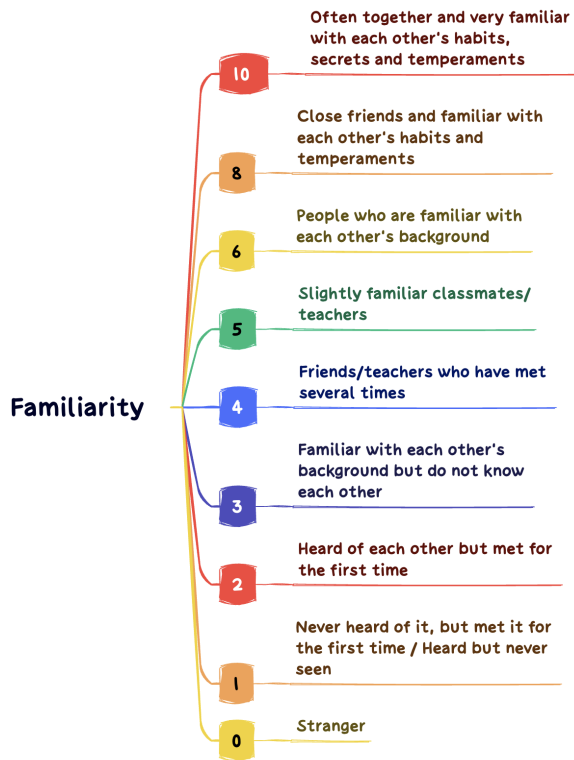 Often together and very familiar
with each other's habits,
secrets and temperaments
10
Close friends and familiar with
each other's habits and
temperaments
8
People who are familiar with
each other's background
6
Slightly familiar classmates/
teachers
5
Friends/teachers who have met
several times
4
Familiarity
Familiar with each other's
background but do not know
each other
3
Heard of each other but met for
the first time
2
Never heard of it, but met it for
the first time / Heard but never
seen
1
Stranger
0